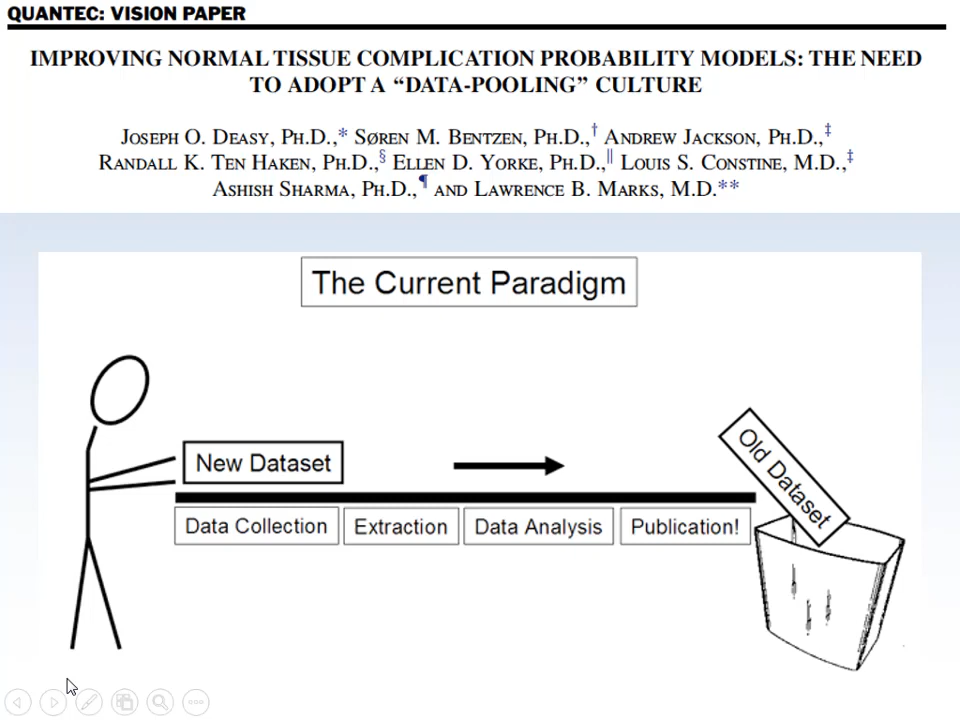 QUANTEC: VISION PAPER
IMPROVING NORMAL TISSUE COMPLICATION PROBABILITY MODELS: THE NEED
TO ADOPT A “DATA-POOLING” CULTURE
JOSEPH O. DEASY, PH.D.,* SØREN M. BENTZEN, PH.D.,† ANDREW JACKSON, PH.D.,‡
RANDALL K. TEN HAKEN, PH.D.,§ ELLEN D. YORKE, PH.D.,‖ LOUIS S. CONSTINE, M.D.,‡
ASHISH SHARMA, PH.D.,¶ AND LAWRENCE B. MARKS, M.D.**
The Current Paradigm
New Dataset
Old Dataset
Data Collection Extraction Data Analysis Publication!